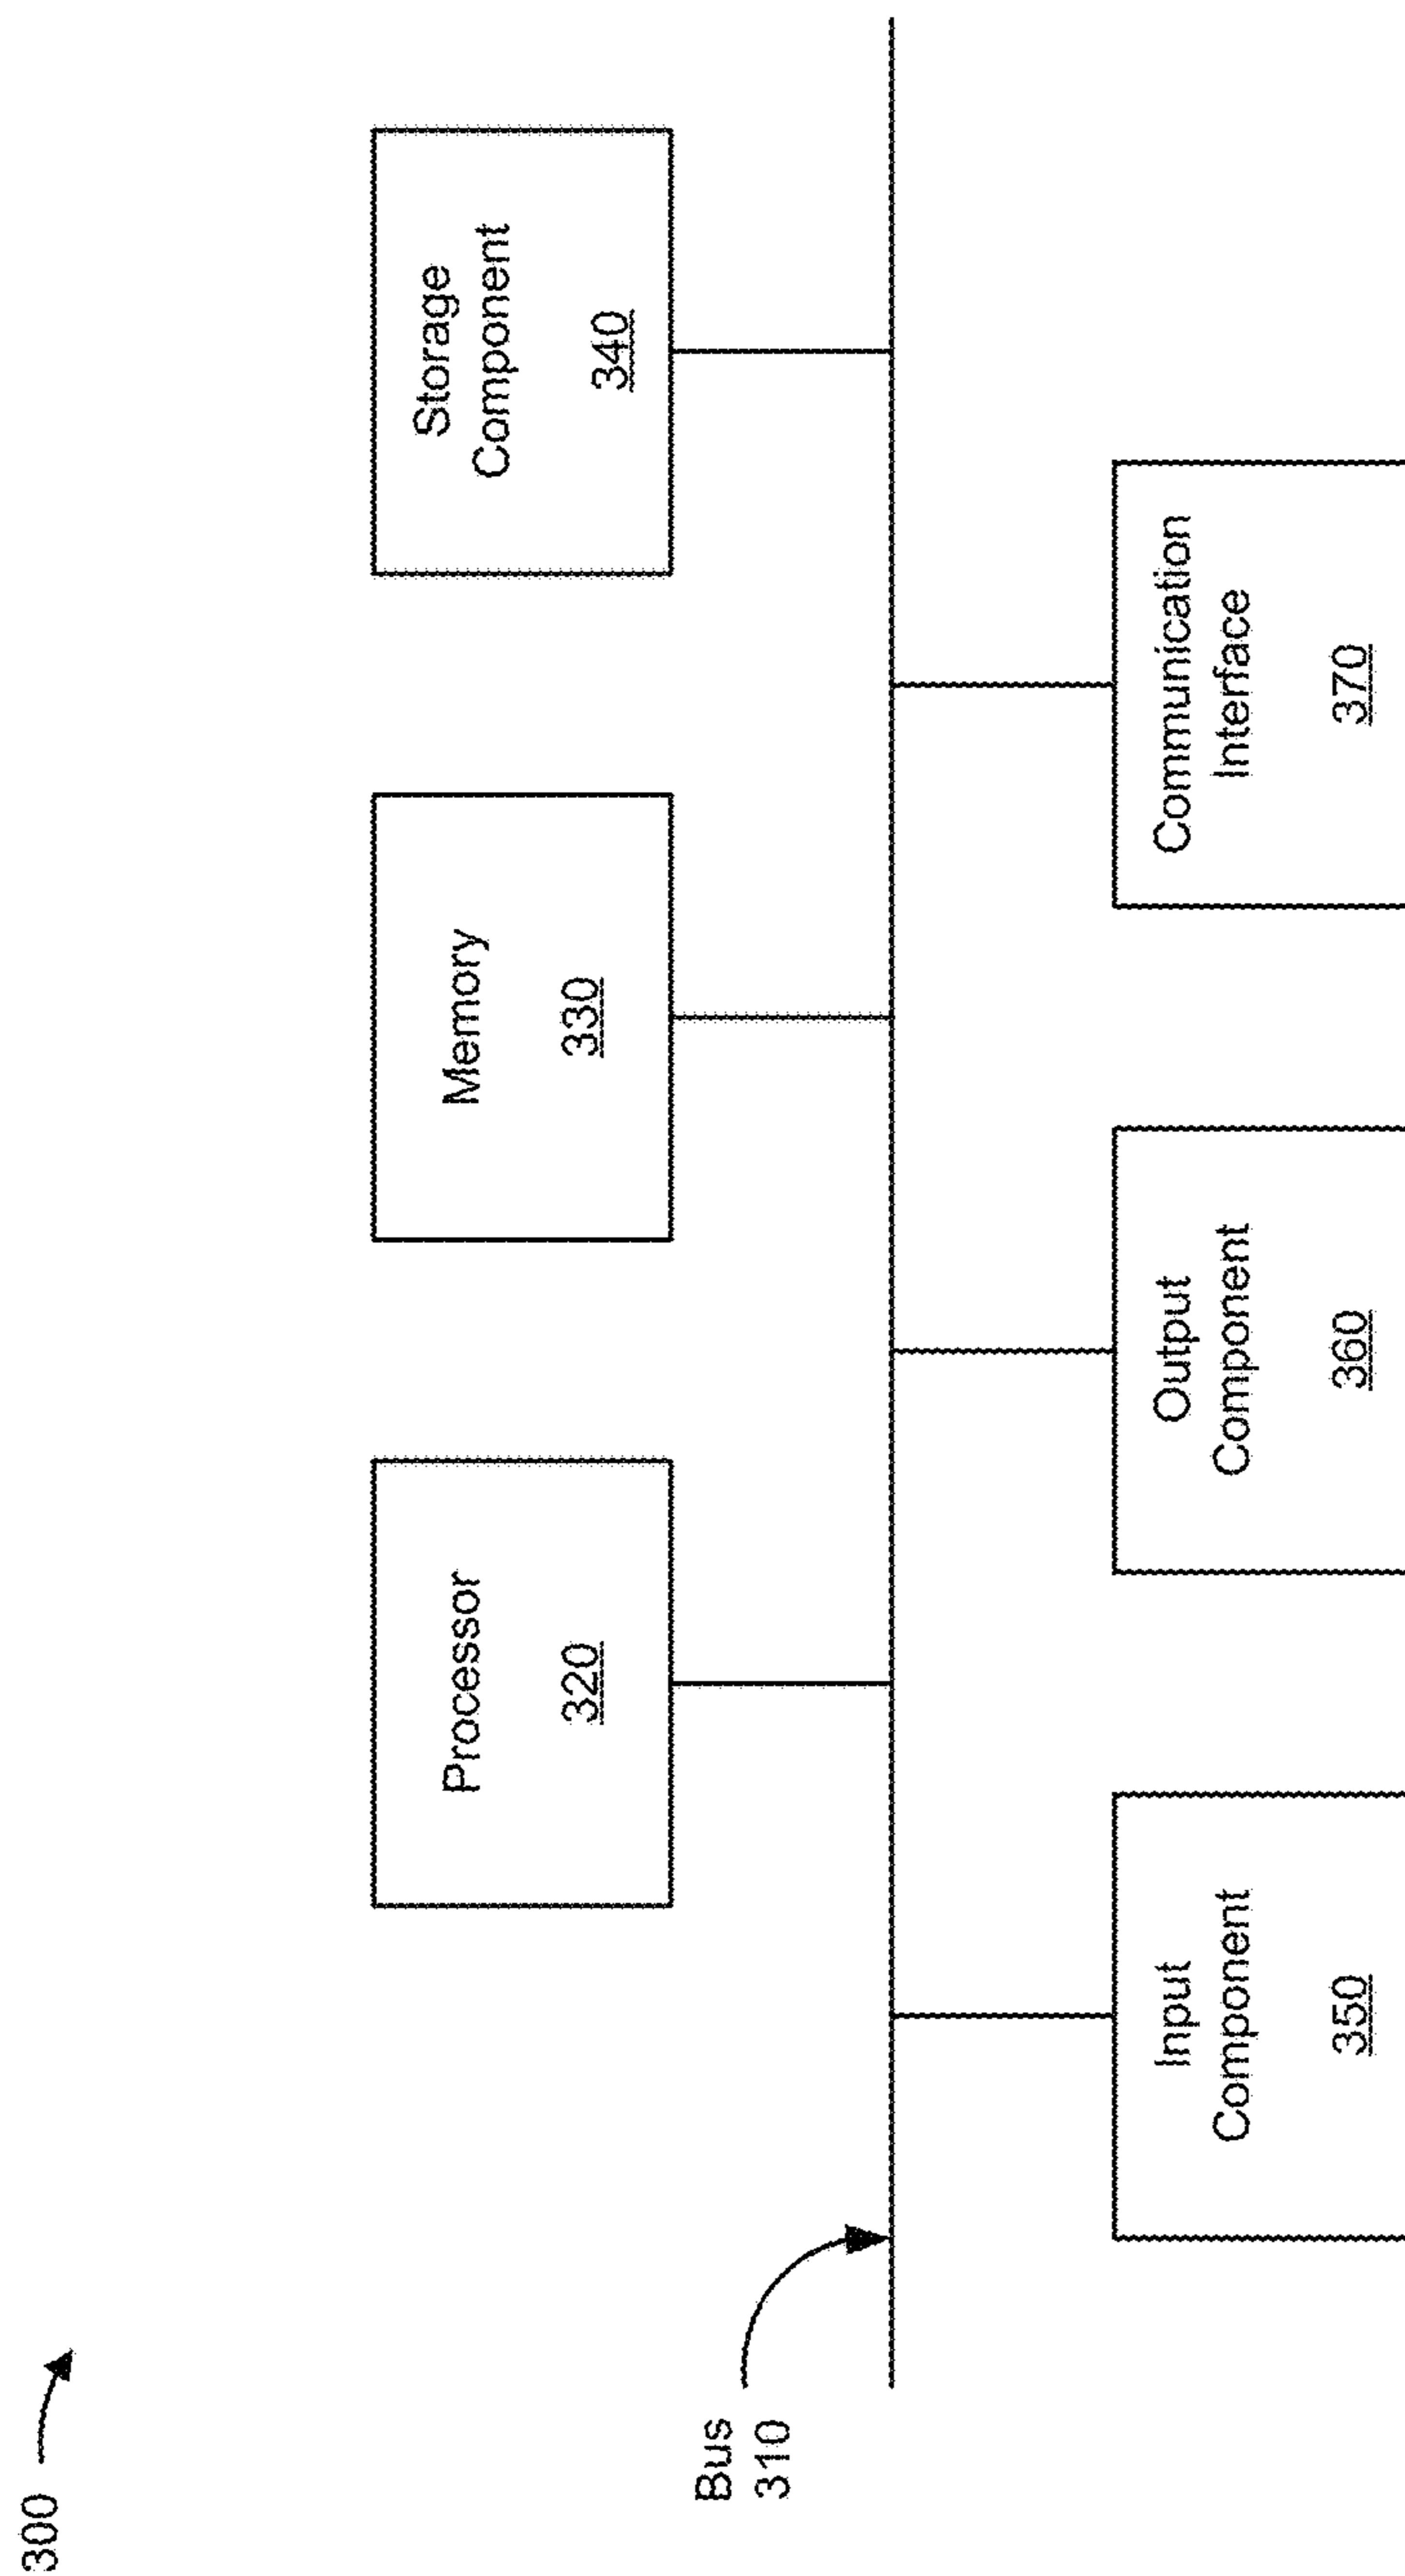 300
Processor
320
Memory
330
Storage
Component
340
Bus
310
Input
Component
350
Output
Component
360
Communication
Interface
370